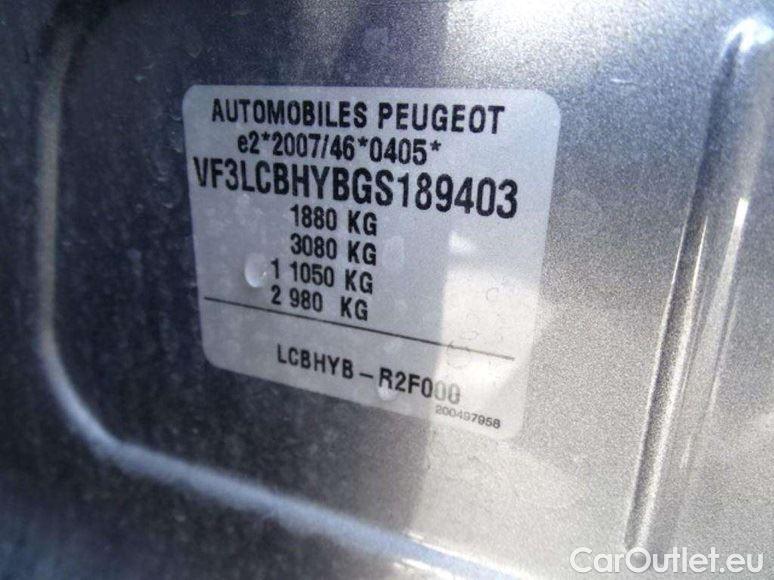 AUTOMOBILES PEUGEOT
e2*2007/46*0405*
VF3LCBHYBGS189403
1880 KG
3080 KG
1 1050 KG
2 980 KG
LCBHYB - R2F000
200497958
CarOutlet.eu